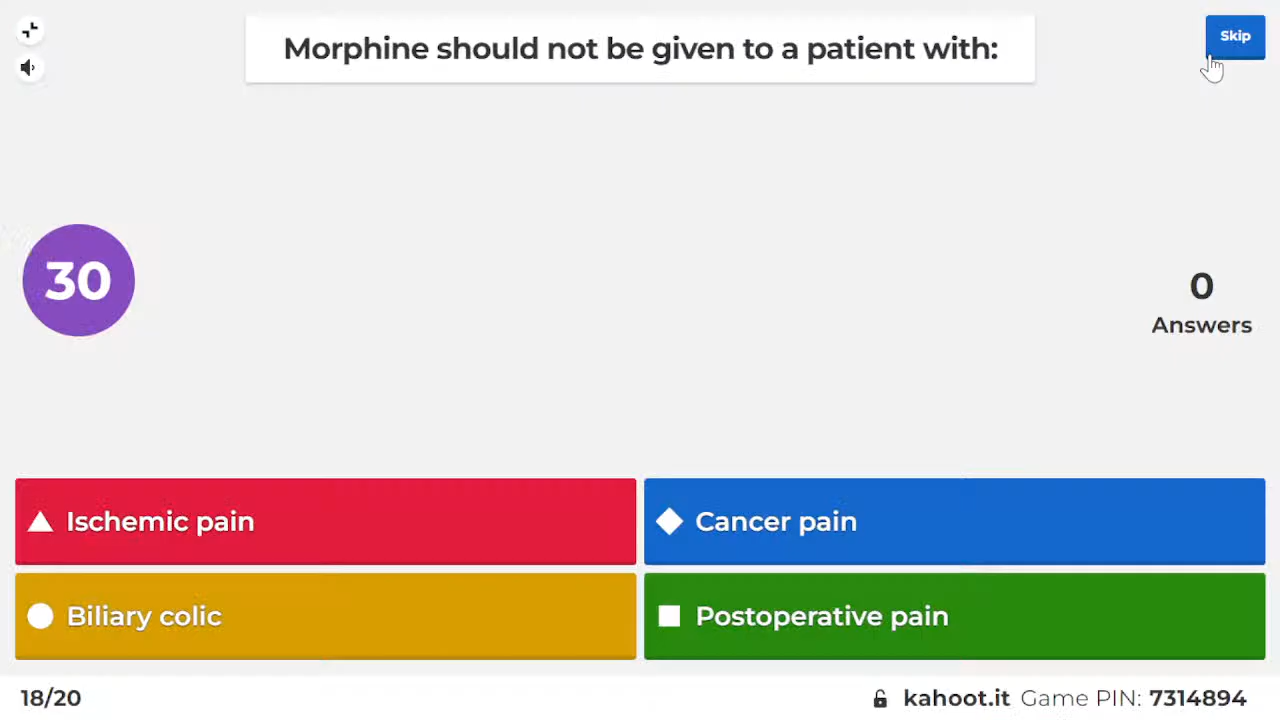 Morphine should not be given to a patient with:
Skip
30
0
Answers
Ischemic pain
Cancer pain
Biliary colic
Postoperative pain
18/20
kahoot.it Game PIN: 7314894